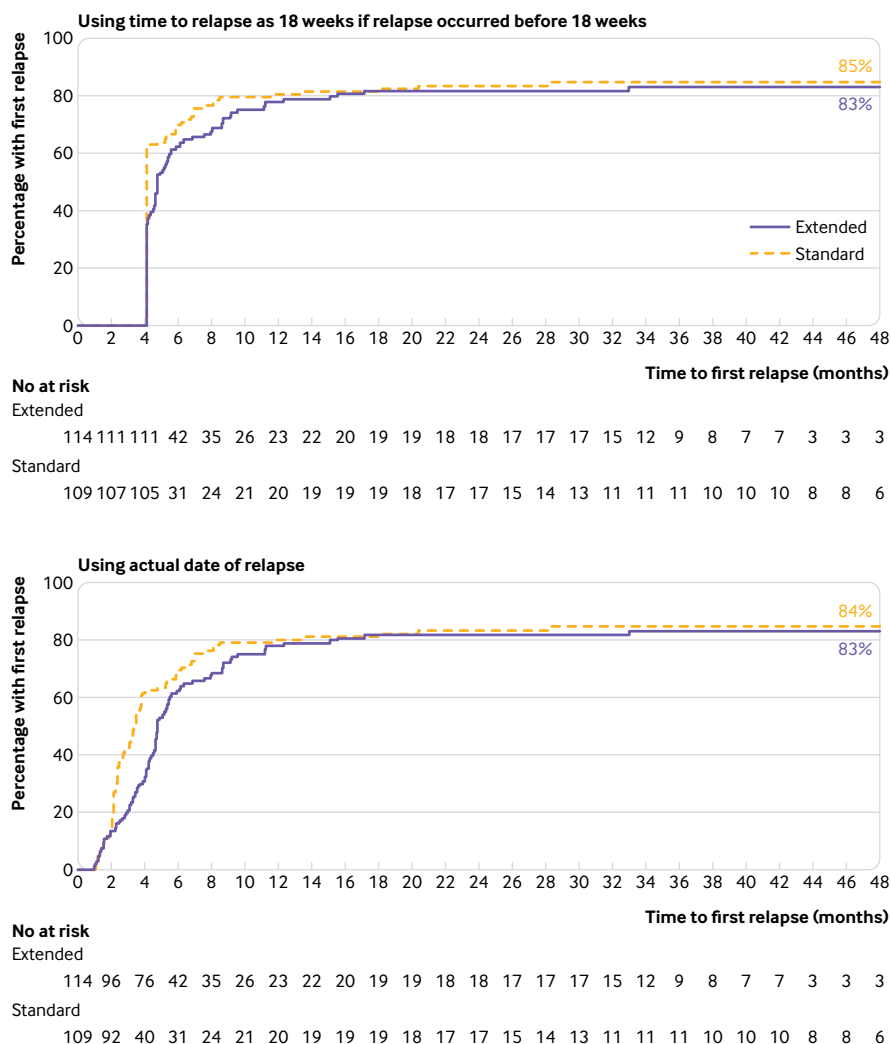 Using time to relapse as 18 weeks if relapse occurred before 18 weeks
Percentage with first relapse
100
80
60
40
20
0
85%
83%
Extended
Standard
0 2 4 6 8 10 12 14 16 18 20 22 24 26 28 30 32 34 36 38 40 42 44 46 48
Time to first relapse (months)
No at risk
Extended
114 111 111 42 35 26 23 22 20 19 19 18 18 17 17 17 15 12 9 8 7 7 3 3 3
Standard
109 107 105 31 24 21 20 19 19 19 18 17 17 15 14 13 11 11 11 10 10 10 8 8 6
Using actual date of relapse
Percentage with first relapse
100
80
60
40
20
0
84%
83%
0 2 4 6 8 10 12 14 16 18 20 22 24 26 28 30 32 34 36 38 40 42 44 46 48
Time to first relapse (months)
No at risk
Extended
114 96 76 42 35 26 23 22 20 19 19 18 18 17 17 17 15 12 9 8 7 7 3 3 3
Standard
109 92 40 31 24 21 20 19 19 19 18 17 17 15 14 13 11 11 11 10 10 10 8 8 6